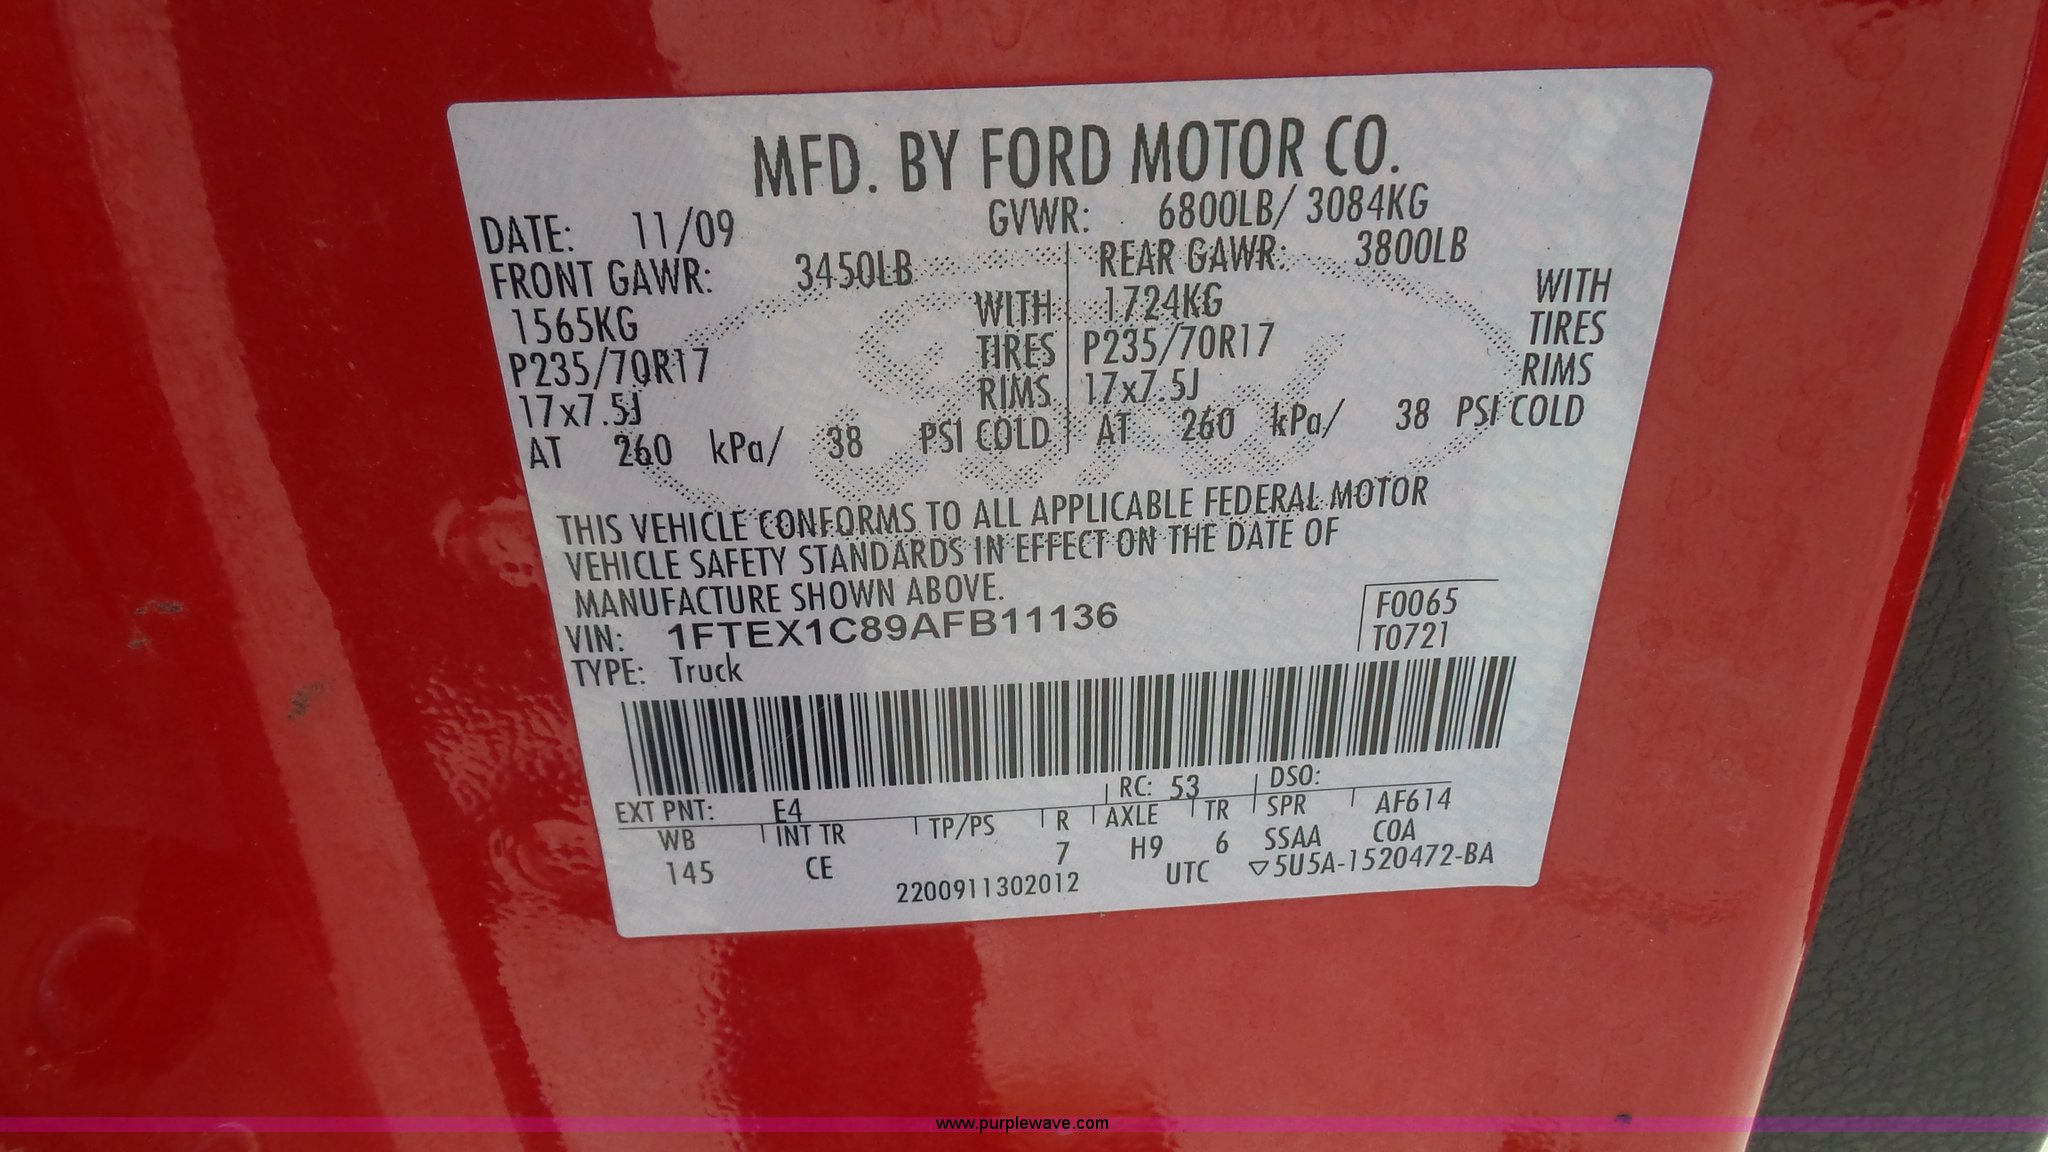 MFD. BY FORD MOTOR CO.
DATE: 11/09 GVWR: 6800LB/ 3084KG
FRONT GAWR: 3450LB REAR GAWR: 3800LB
1565KG WITH 1724KG WITH
P235/70R17 TIRES P235/70R17 TIRES
17x7.5J RIMS 17x7.5J RIMS
AT 260 kPa/ 38 PSI COLD AT 260 kPa/ 38 PSI COLD
THIS VEHICLE CONFORMS TO ALL APPLICABLE FEDERAL MOTOR
VEHICLE SAFETY STANDARDS IN EFFECT ON THE DATE OF
MANUFACTURE SHOWN ABOVE.
VIN: 1FTEX1C89AFB11136 F0065
TYPE: Truck T0721
EXT PNT: E4 RC: 53 DSO:
WB INT TR TP/PS R AXLE TR SPR AF614
145 CE 7 H9 6 SSAA COA
2200911302012 UTC ▽5U5A-1520472-BA
www.purplewave.com